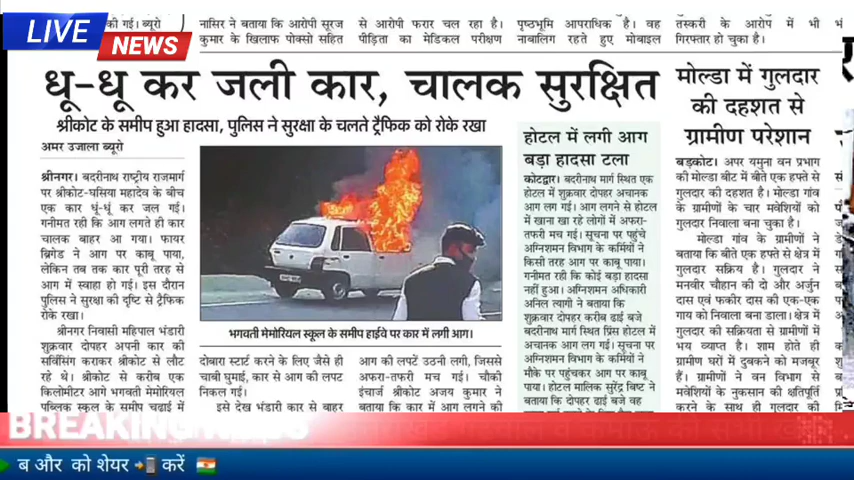 LIVE
NEWS
की गई। ब्यूरो
नासिर ने बताया कि आरोपी सूरज
कुमार के खिलाफ पोक्सो सहित
से आरोपी फरार चल रहा है।
पीड़िता का मेडिकल परीक्षण
पृष्ठभूमि आपराधिक है। वह
नाबालिग रहते हुए मोबाइल
तस्करी के आरोप में भी
गिरफ्तार हो चुका है।
धू-धू कर जली कार, चालक सुरक्षित
श्रीकोट के समीप हुआ हादसा, पुलिस ने सुरक्षा के चलते ट्रैफिक को रोके रखा
अमर उजाला ब्यूरो
श्रीनगर। बदरीनाथ राष्ट्रीय राजमार्ग
पर श्रीकोट-घसिया महादेव के बीच
एक कार धूं-धूं कर जल गई।
गनीमत रही कि आग लगते ही कार
चालक बाहर आ गया। फायर
ब्रिगेड ने आग पर काबू पाया,
लेकिन तब तक कार पूरी तरह से
आग में स्वाहा हो गई। इस दौरान
पुलिस ने सुरक्षा की दृष्टि से ट्रैफिक
रोके रखा।
श्रीनगर निवासी महिपाल भंडारी
शुक्रवार दोपहर अपनी कार की
सर्विसिंग कराकर श्रीकोट से लौट
रहे थे। श्रीकोट से करीब एक
किलोमीटर आगे भगवती मेमोरियल
पब्लिक स्कूल के समीप चढ़ाई में
भगवती मेमोरियल स्कूल के समीप हाईवे पर कार में लगी आग।
दोबारा स्टार्ट करने के लिए जैसे ही
चाबी घुमाई, कार से आग की लपट
निकल गई।
इसे देख भंडारी कार से बाहर
आग की लपटें उठनी लगी, जिससे
अफरा-तफरी मच गई। चौकी
इंचार्ज श्रीकोट अजय कुमार ने
बताया कि कार में आग लगने की
होटल में लगी आग
बड़ा हादसा टला
कोटद्वार। बदरीनाथ मार्ग स्थित एक
होटल में शुक्रवार दोपहर अचानक
आग लग गई। आग लगने से होटल
में खाना खा रहे लोगों में अफरा-
तफरी मच गई। सूचना पर पहुंचे
अग्निशमन विभाग के कर्मियों ने
किसी तरह आग पर काबू पाया।
गनीमत रही कि कोई बड़ा हादसा
नहीं हुआ। अग्निशमन अधिकारी
अनिल त्यागी ने बताया कि
शुक्रवार दोपहर करीब ढाई बजे
बदरीनाथ मार्ग स्थित प्रिंस होटल में
अचानक आग लग गई। सूचना पर
अग्निशमन विभाग के कर्मियों ने
मौके पर पहुंचकर आग पर काबू
पाया। होटल मालिक सुरेंद्र बिष्ट ने
बताया कि दोपहर ढाई बजे वह
मोल्डा में गुलदार
की दहशत से
ग्रामीण परेशान
बड़कोट। अपर यमुना वन प्रभाग
की मोल्डा बीट में बीते एक हफ्ते से
गुलदार की दहशत है। मोल्डा गांव
के ग्रामीणों के चार मवेशियों को
गुलदार निवाला बना चुका है।
मोल्डा गांव के ग्रामीणों ने
बताया कि बीते एक हफ्ते से क्षेत्र में
गुलदार सक्रिय है। गुलदार ने
मनवीर चौहान की दो और अर्जुन
दास एवं फकीर दास की एक-एक
गाय को निवाला बना डाला। क्षेत्र में
गुलदार की सक्रियता से ग्रामीणों में
भय व्याप्त है। शाम होते ही
ग्रामीण घरों में दुबकने को मजबूर
हैं। ग्रामीणों ने वन विभाग से
मवेशियों के नुकसान की क्षतिपूर्ति
करने के साथ ही गुलदार की
BREAKING NEWS
ब और को शेयर 📲 करें 🇮🇳